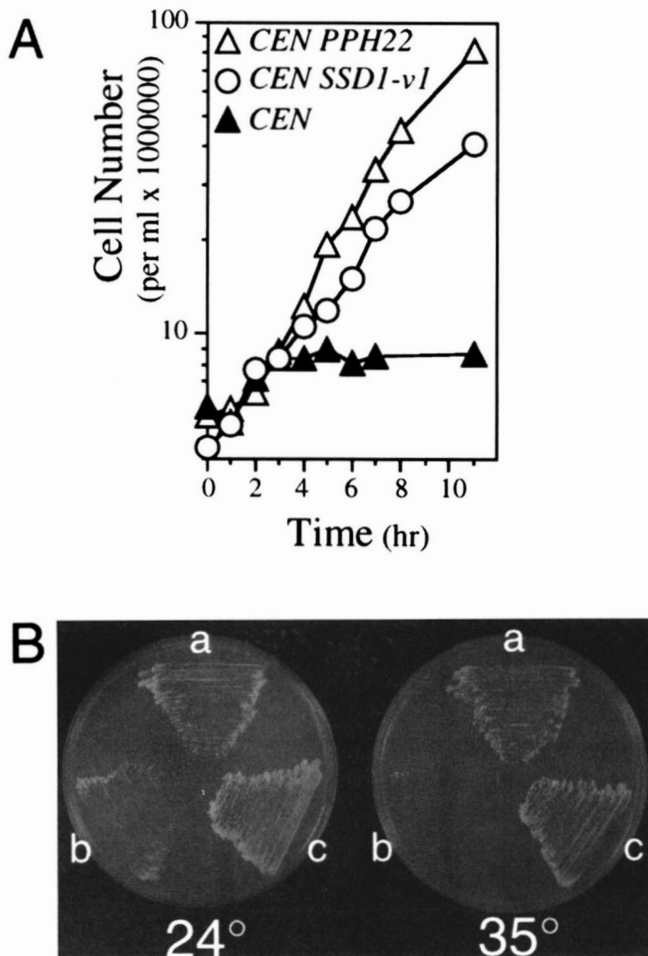 A
100
CEN PPH22
CEN SSD1-v1
CEN
Cell Number
(per ml x 1000000)
10
0 2 4 6 8 10
Time (hr)
B
a a
b c b c
24° 35°